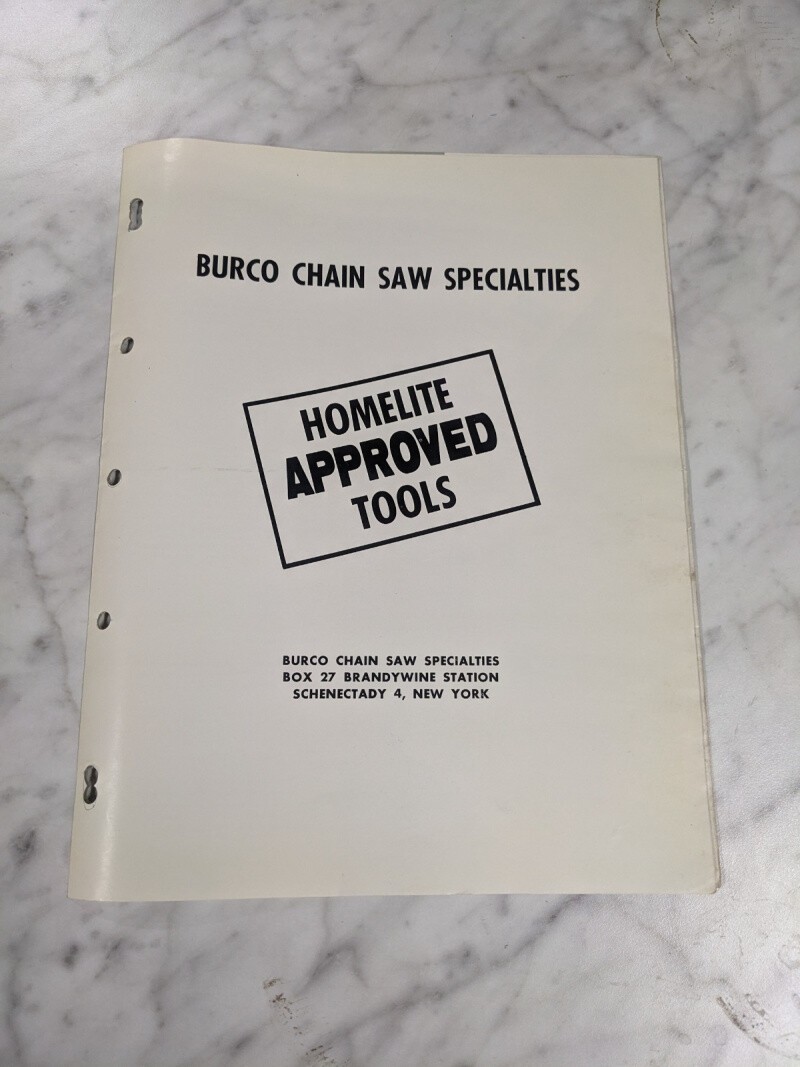 BURCO CHAIN SAW SPECIALTIES
HOMELITE
APPROVED
TOOLS
BURCO CHAIN SAW SPECIALTIES
BOX 27 BRANDYWINE STATION
SCHENECTADY 4, NEW YORK